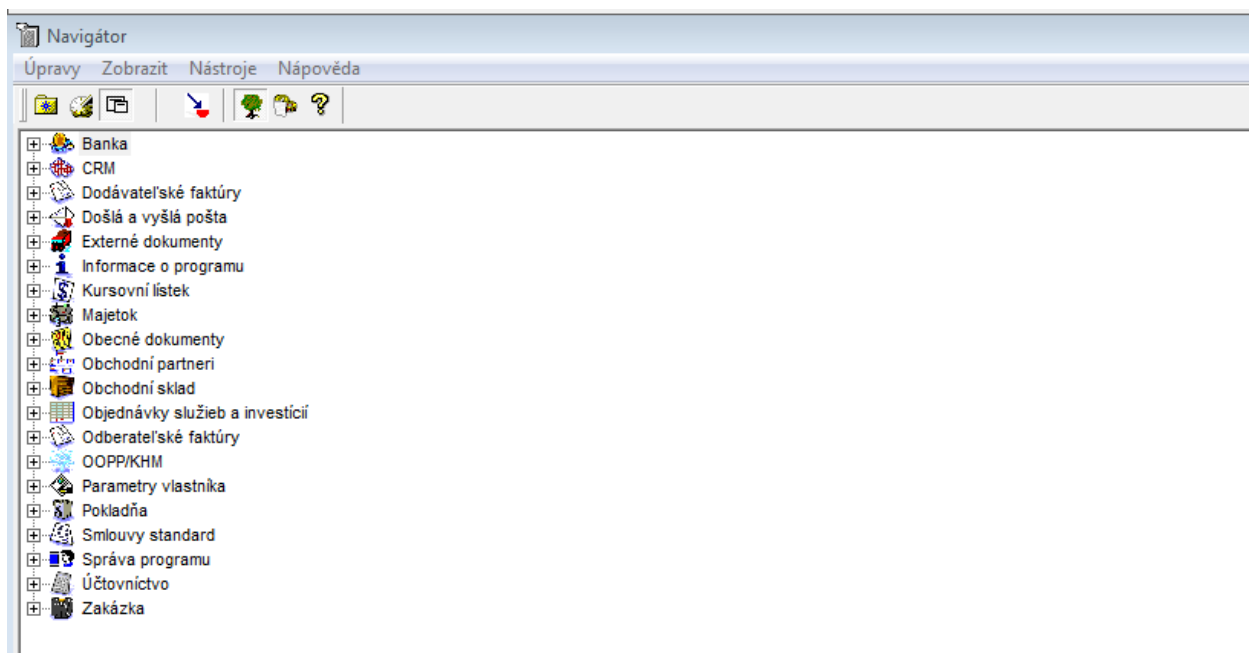 Navigátor
Úpravy Zobrazit Nástroje Nápověda
Banka
CRM
Dodávateľské faktúry
Došlá a vyšlá pošta
Externé dokumenty
Informace o programu
Kursovní lístek
Majetok
Obecné dokumenty
Obchodní partneri
Obchodní sklad
Objednávky služieb a investícií
Odberateľské faktúry
OOPP/KHM
Parametry vlastníka
Pokladňa
Smlouvy standard
Správa programu
Účtovníctvo
Zakázka